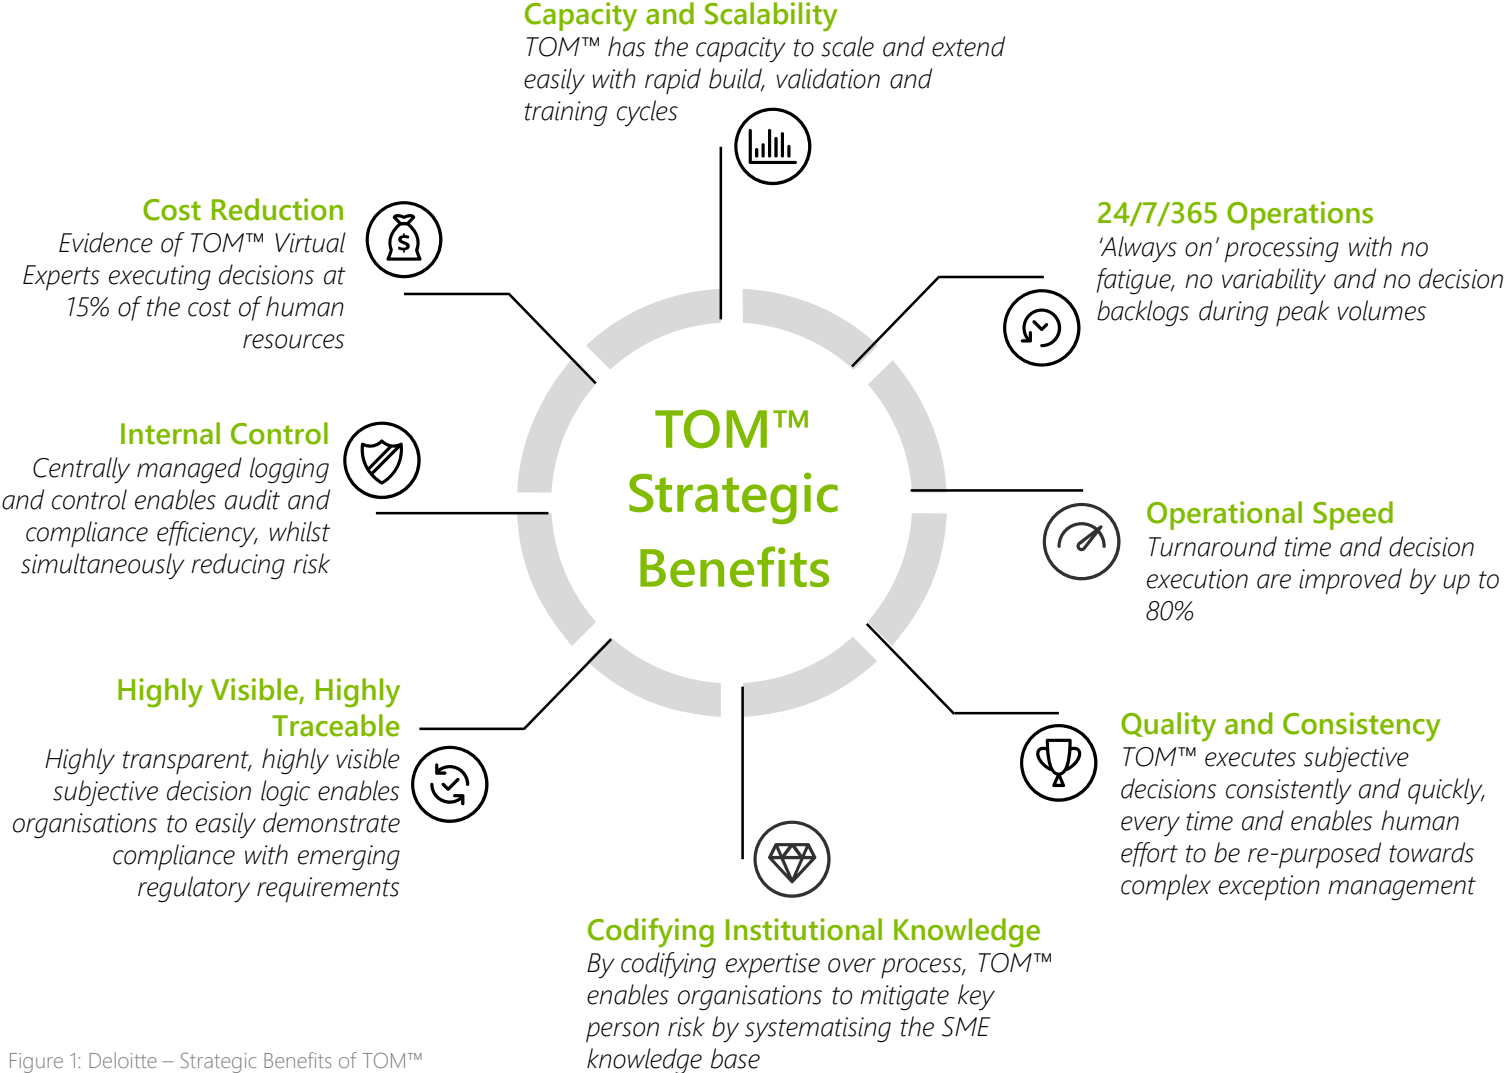 Capacity and Scalability
TOM™ has the capacity to scale and extend
easily with rapid build, validation and
training cycles
24/7/365 Operations
‘Always on’ processing with no
fatigue, no variability and no decision
backlogs during peak volumes
Operational Speed
Turnaround time and decision
execution are improved by up to
80%
Quality and Consistency
TOM™ executes subjective
decisions consistently and quickly,
every time and enables human
effort to be re-purposed towards
complex exception management
Codifying Institutional Knowledge
By codifying expertise over process, TOM™
enables organisations to mitigate key
person risk by systematising the SME
knowledge base
Highly Visible, Highly
Traceable
Highly transparent, highly visible
subjective decision logic enables
organisations to easily demonstrate
compliance with emerging
regulatory requirements
Internal Control
Centrally managed logging
and control enables audit and
compliance efficiency, whilst
simultaneously reducing risk
Cost Reduction
Evidence of TOM™ Virtual
Experts executing decisions at
15% of the cost of human
resources
$
TOM™
Strategic
Benefits
Figure 1: Deloitte – Strategic Benefits of TOM™